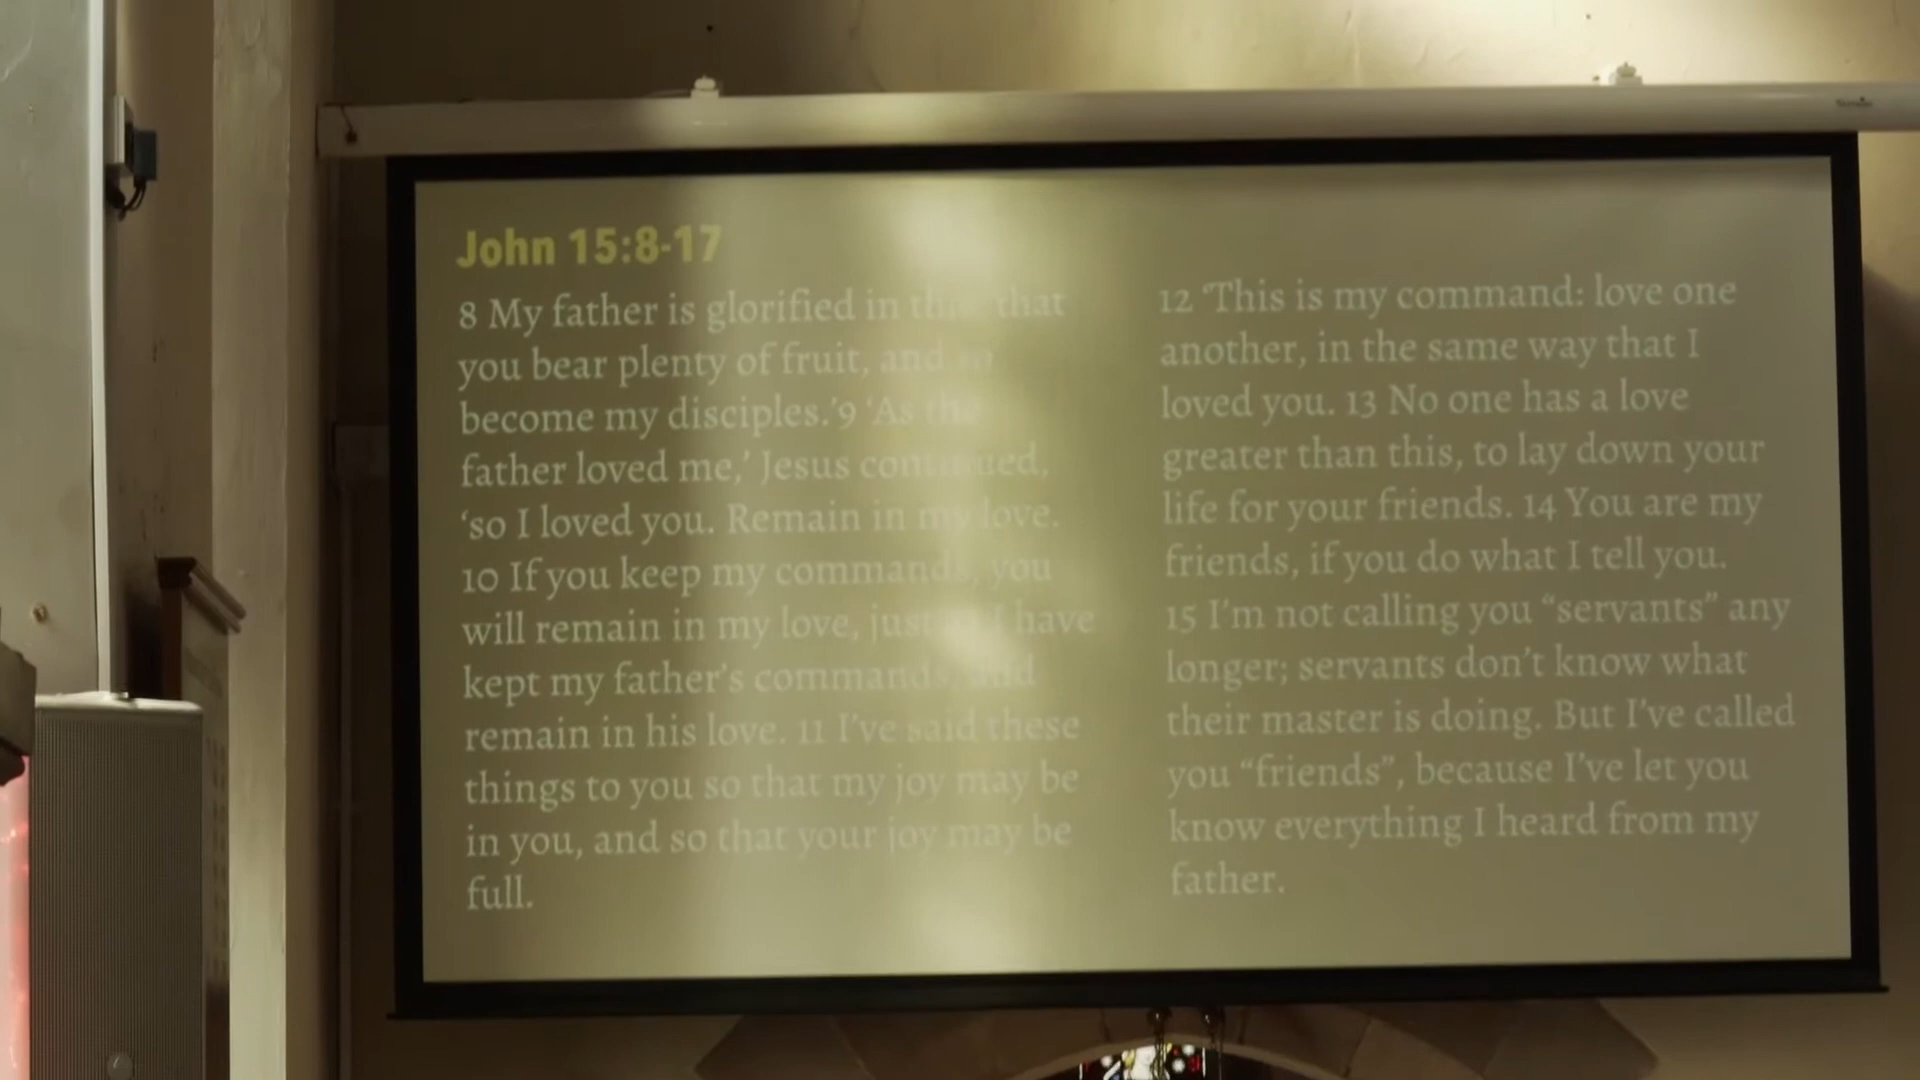 John 15:8-17
8 My father is glorified in this: that
you bear plenty of fruit, and so
become my disciples.’9 ‘As the
father loved me,’ Jesus continued,
‘so I loved you. Remain in my love.
10 If you keep my commands, you
will remain in my love, just as I have
kept my father’s commands, and
remain in his love. 11 I’ve said these
things to you so that my joy may be
in you, and so that your joy may be
full.
12 ‘This is my command: love one
another, in the same way that I
loved you. 13 No one has a love
greater than this, to lay down your
life for your friends. 14 You are my
friends, if you do what I tell you.
15 I’m not calling you “servants” any
longer; servants don’t know what
their master is doing. But I’ve called
you “friends”, because I’ve let you
know everything I heard from my
father.